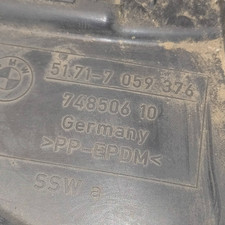 51.71-7 059 376
748506 10
Germany
>PP-EPDM<
SSW